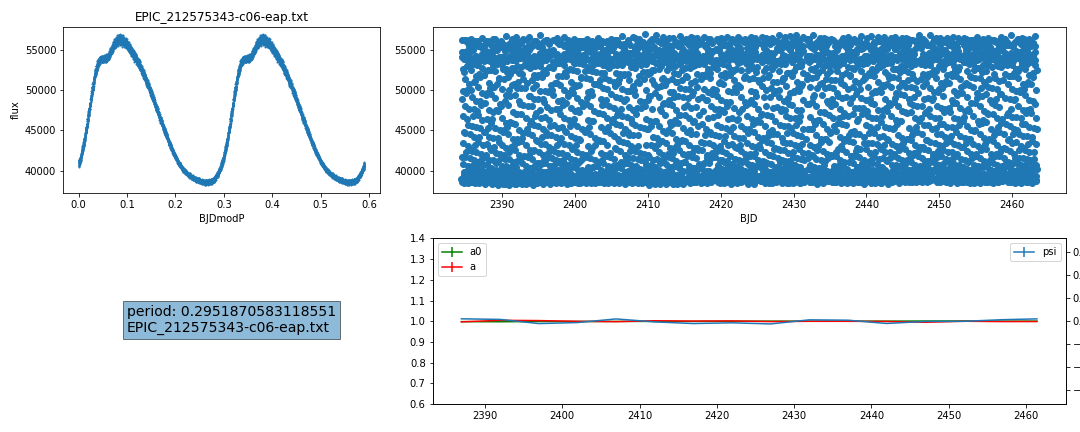 EPIC_212575343-c06-eap.txt
flux
55000
50000
45000
40000
0.0 0.1 0.2 0.3 0.4 0.5 0.6
BJDmodP
55000
50000
45000
40000
2390 2400 2410 2420 2430 2440 2450 2460
BJD
period: 0.2951870583118551
EPIC_212575343-c06-eap.txt
1.4
1.3
1.2
1.1
1.0
0.9
0.8
0.7
0.6
a0
a
psi
2390 2400 2410 2420 2430 2440 2450 2460